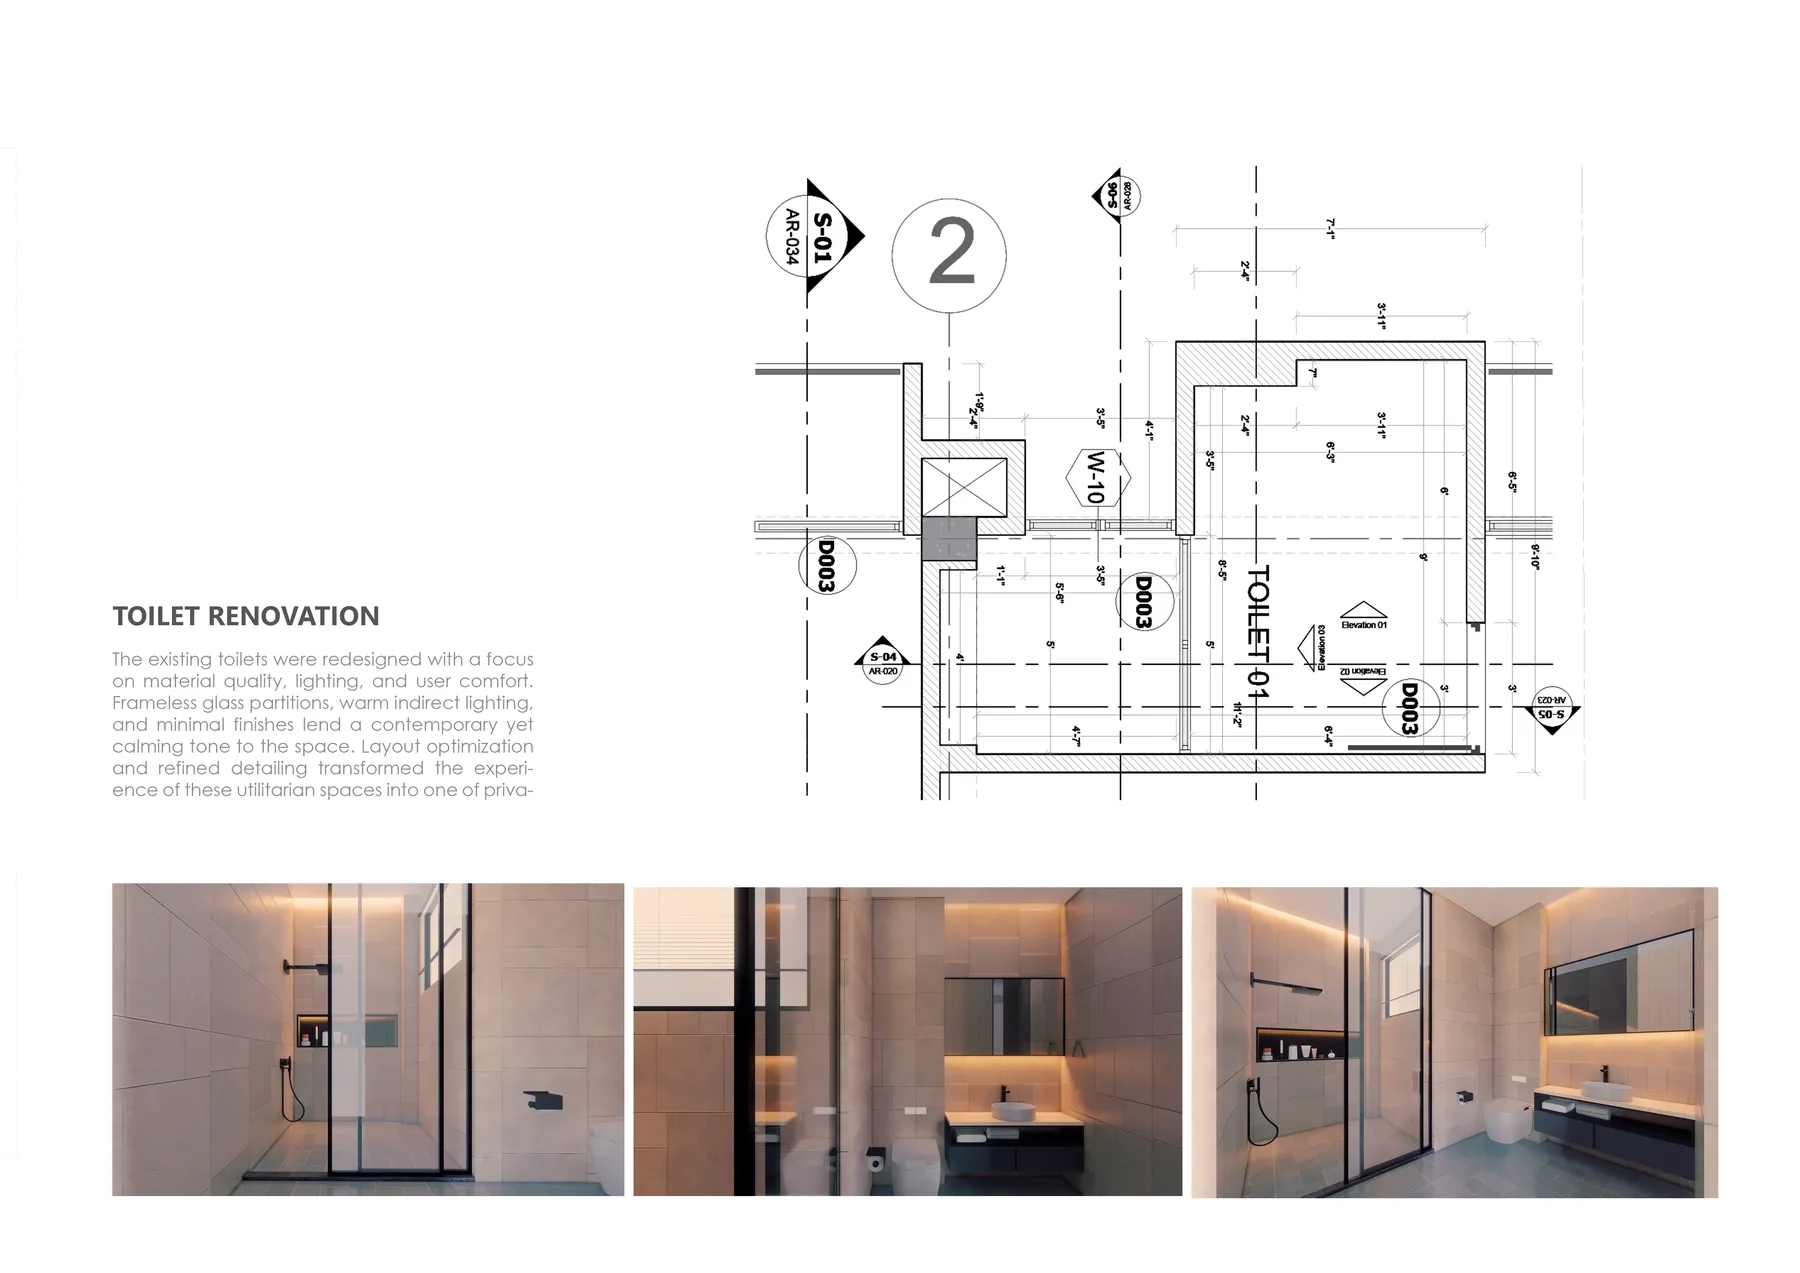 TOILET RENOVATION
The existing toilets were redesigned with a focus
on material quality, lighting, and user comfort.
Frameless glass partitions, warm indirect lighting,
and minimal finishes lend a contemporary yet
calming tone to the space. Layout optimization
and refined detailing transformed the experi-
ence of these utilitarian spaces into one of priva-
S-01
AR-034
2
S-06
AR-026
7'-1"
2'-4"
3'-11"
7"
1'-9"
2'-4"
3'-5"
4'-1"
2'-4"
3'-11"
6'-3"
3'-5"
W-10
6'
6'-5"
D003
1'-1"
3'-5"
5'-6"
D003
8'-5"
9'
9'-10"
TOILET 01
Elevation 01
Elevation 03
Elevation 02
S-04
AR-020
4'
5'
5'
3'
3'
D003
S-05
AR-023
4'-7"
11'-2"
6'-4"